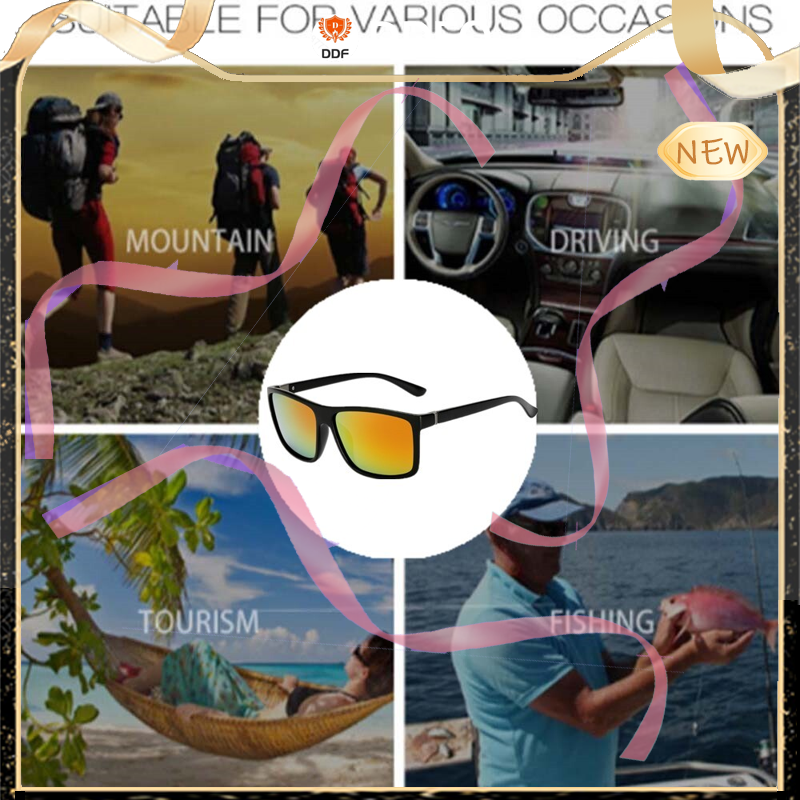 SUITABLE FOR VARIOUS OCCASIONS
DDF
NEW
MOUNTAIN
DRIVING
TOURISM
FISHING